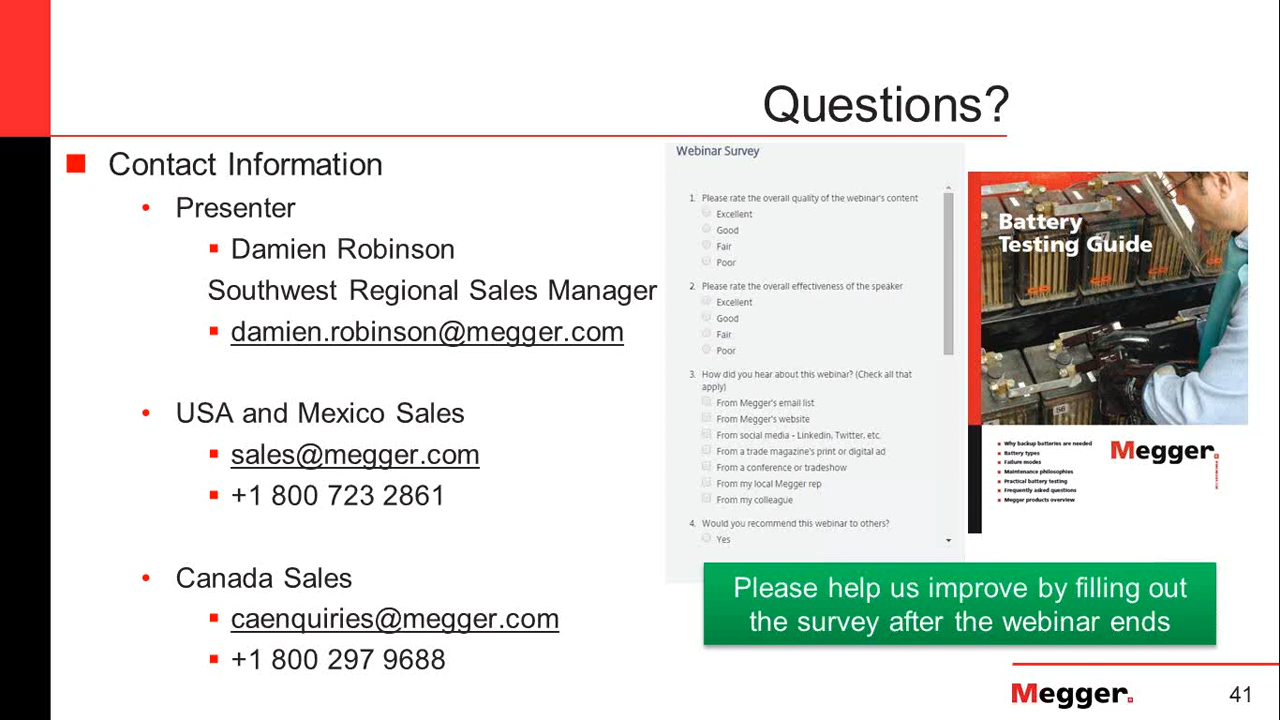 Questions?
Contact Information
Presenter
Damien Robinson
Southwest Regional Sales Manager
damien.robinson@megger.com
USA and Mexico Sales
sales@megger.com
+1 800 723 2861
Canada Sales
caenquiries@megger.com
+1 800 297 9688
Webinar Survey
1. Please rate the overall quality of the webinar's content
Excellent
Good
Fair
Poor
2. Please rate the overall effectiveness of the speaker
Excellent
Good
Fair
Poor
3. How did you hear about this webinar? (Check all that
apply)
From Megger's email list
From Megger's website
From social media - LinkedIn, Twitter, etc.
From a trade magazine's print or digital ad
From a conference or tradeshow
From my local Megger rep
From my colleague
4. Would you recommend this webinar to others?
Yes
Battery
Testing Guide
Why backup batteries are needed
Battery types
Failure modes
Maintenance philosophies
Practical battery testing
Frequently asked questions
Megger products overview
Megger.
Please help us improve by filling out
the survey after the webinar ends
Megger.
41